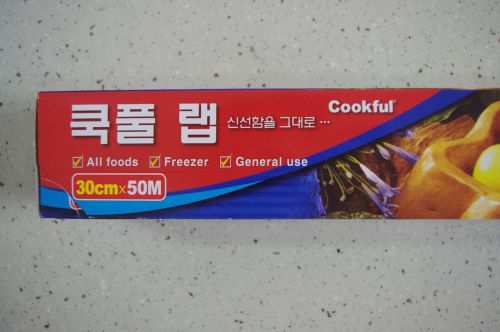 Cookful®
쿡풀 랩 신선함을 그대로 ···
All foods Freezer General use
30cm×50M